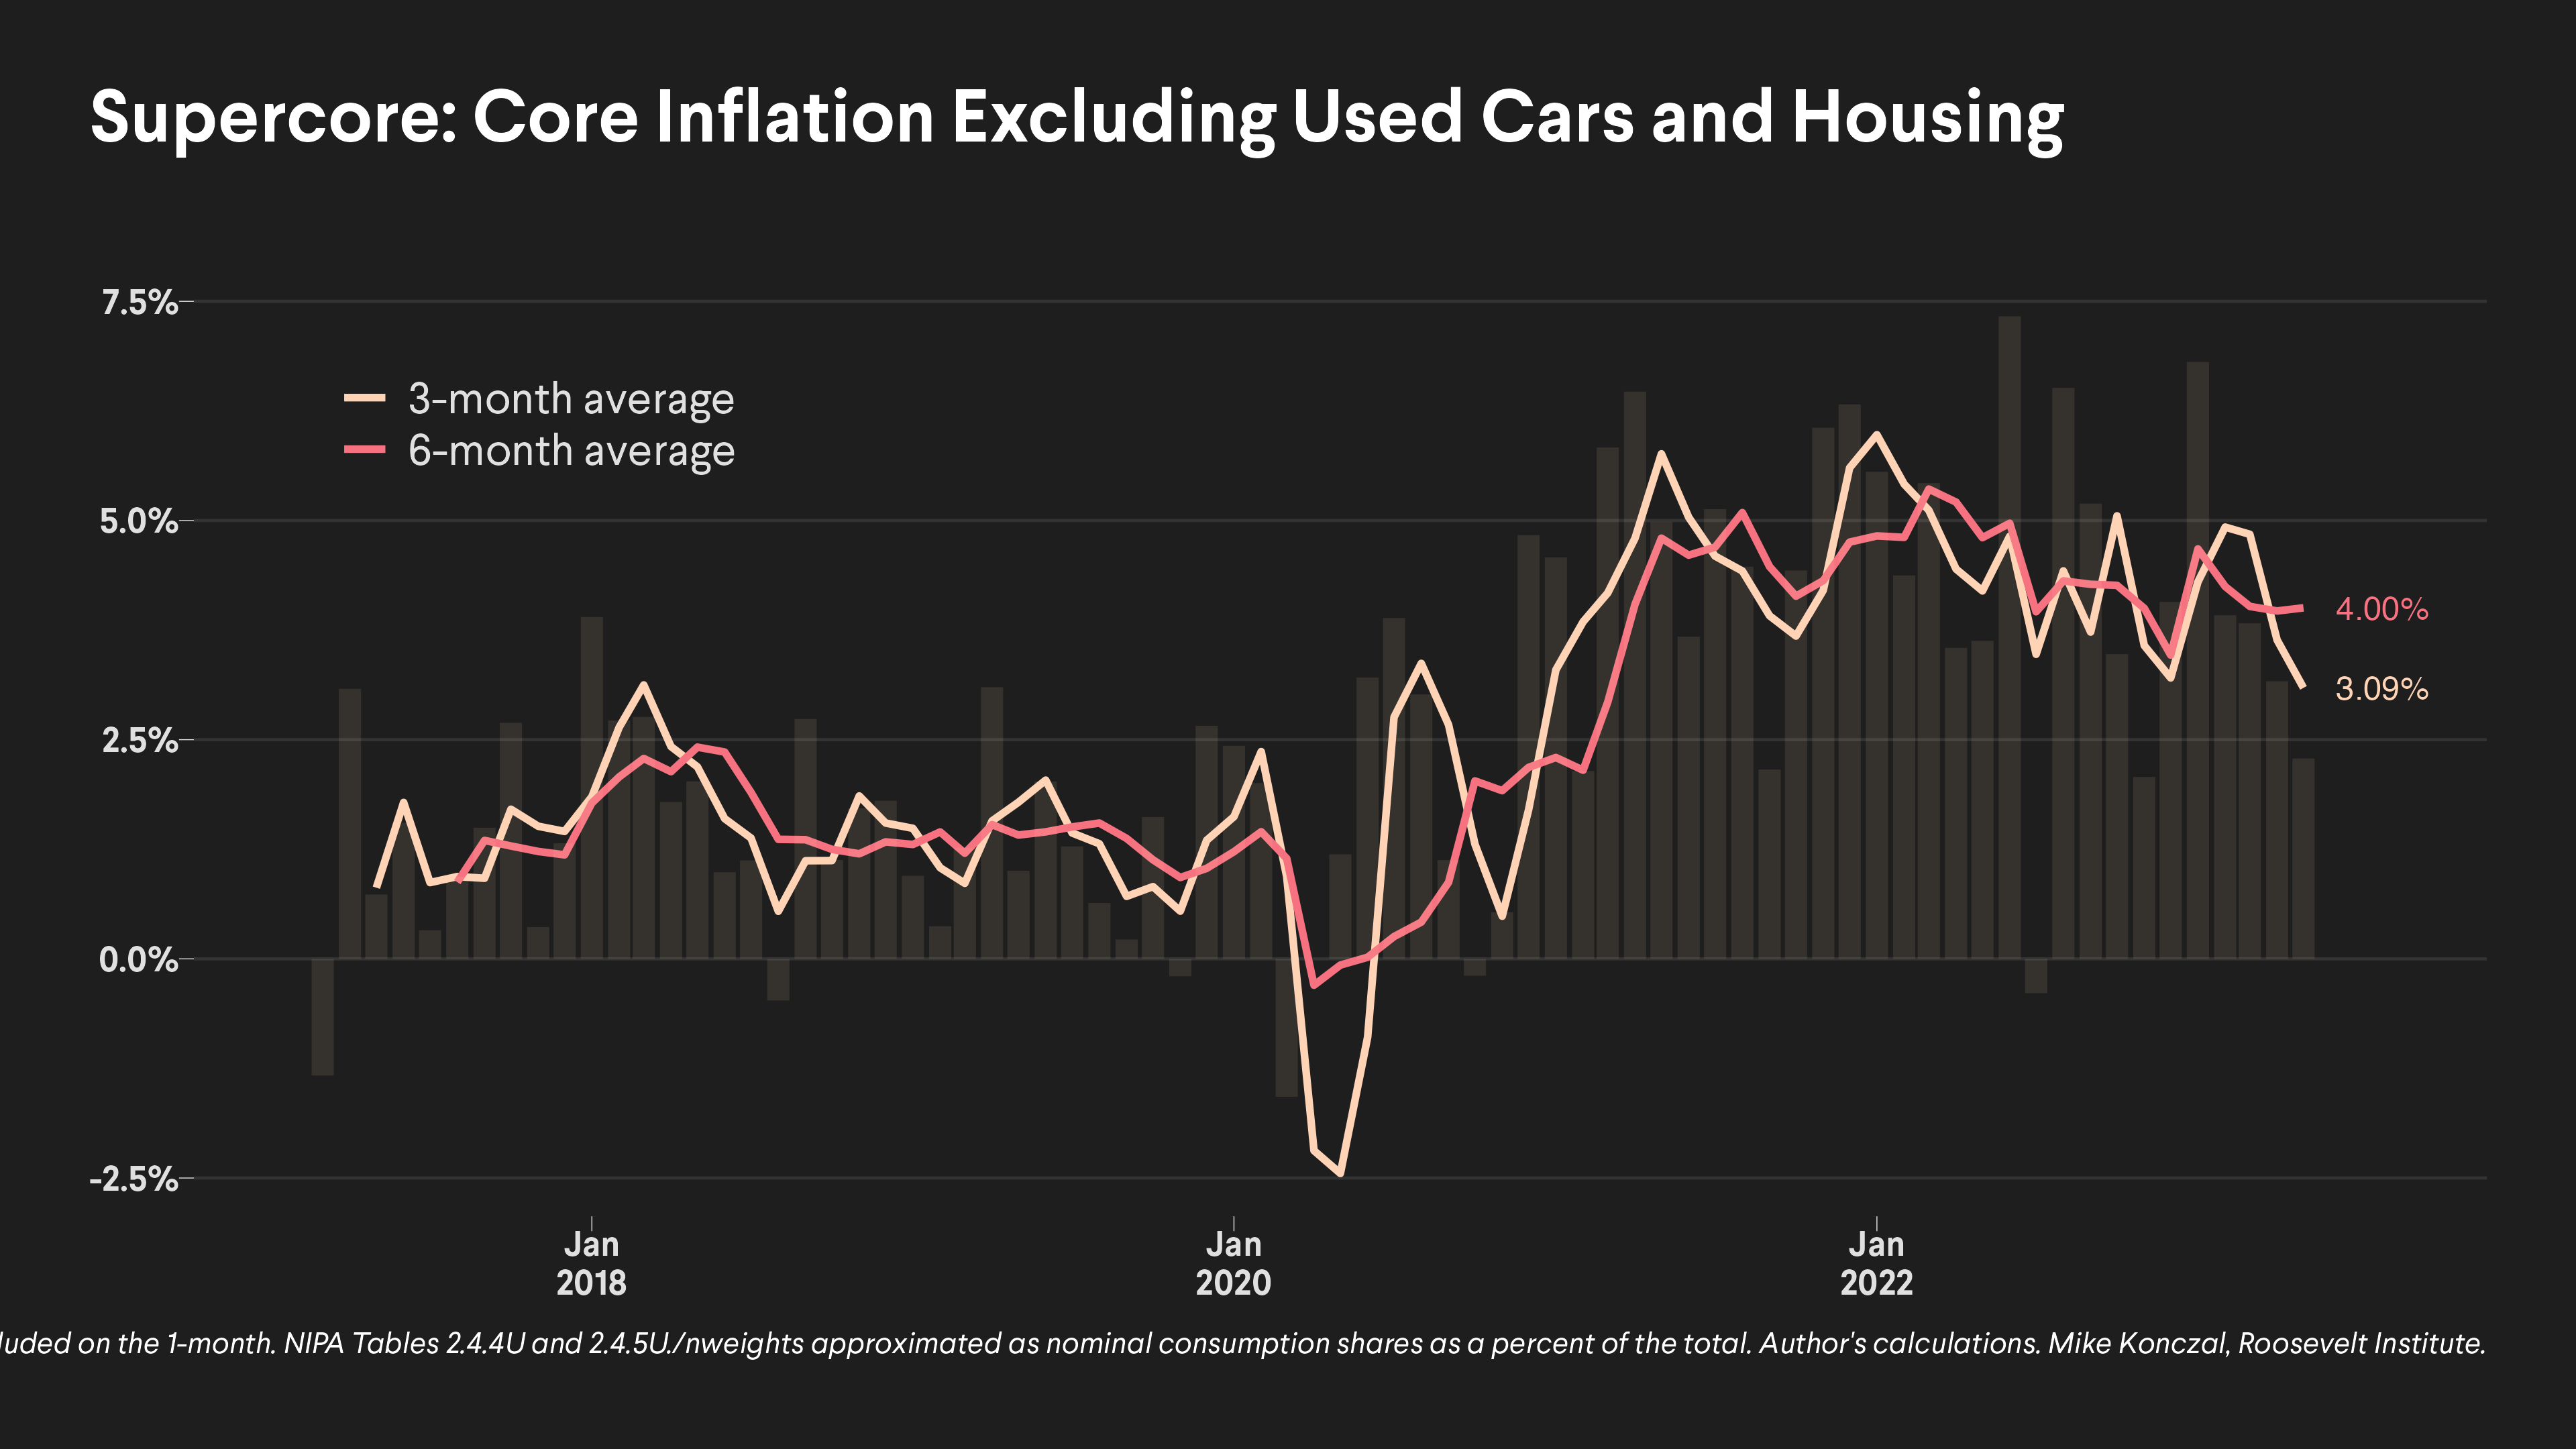 Supercore: Core Inflation Excluding Used Cars and Housing
7.5%
3-month average
6-month average
5.0%
4.00%
3.09%
2.5%
0.0%
-2.5%
Jan
2018
Jan
2020
Jan
2022
on the 1-month. NIPA Tables 2.4.4U and 2.4.5U./nweights approximated as nominal consumption shares as a percent of the total. Author's calculations. Mike Konczal, Roosevelt Institute.